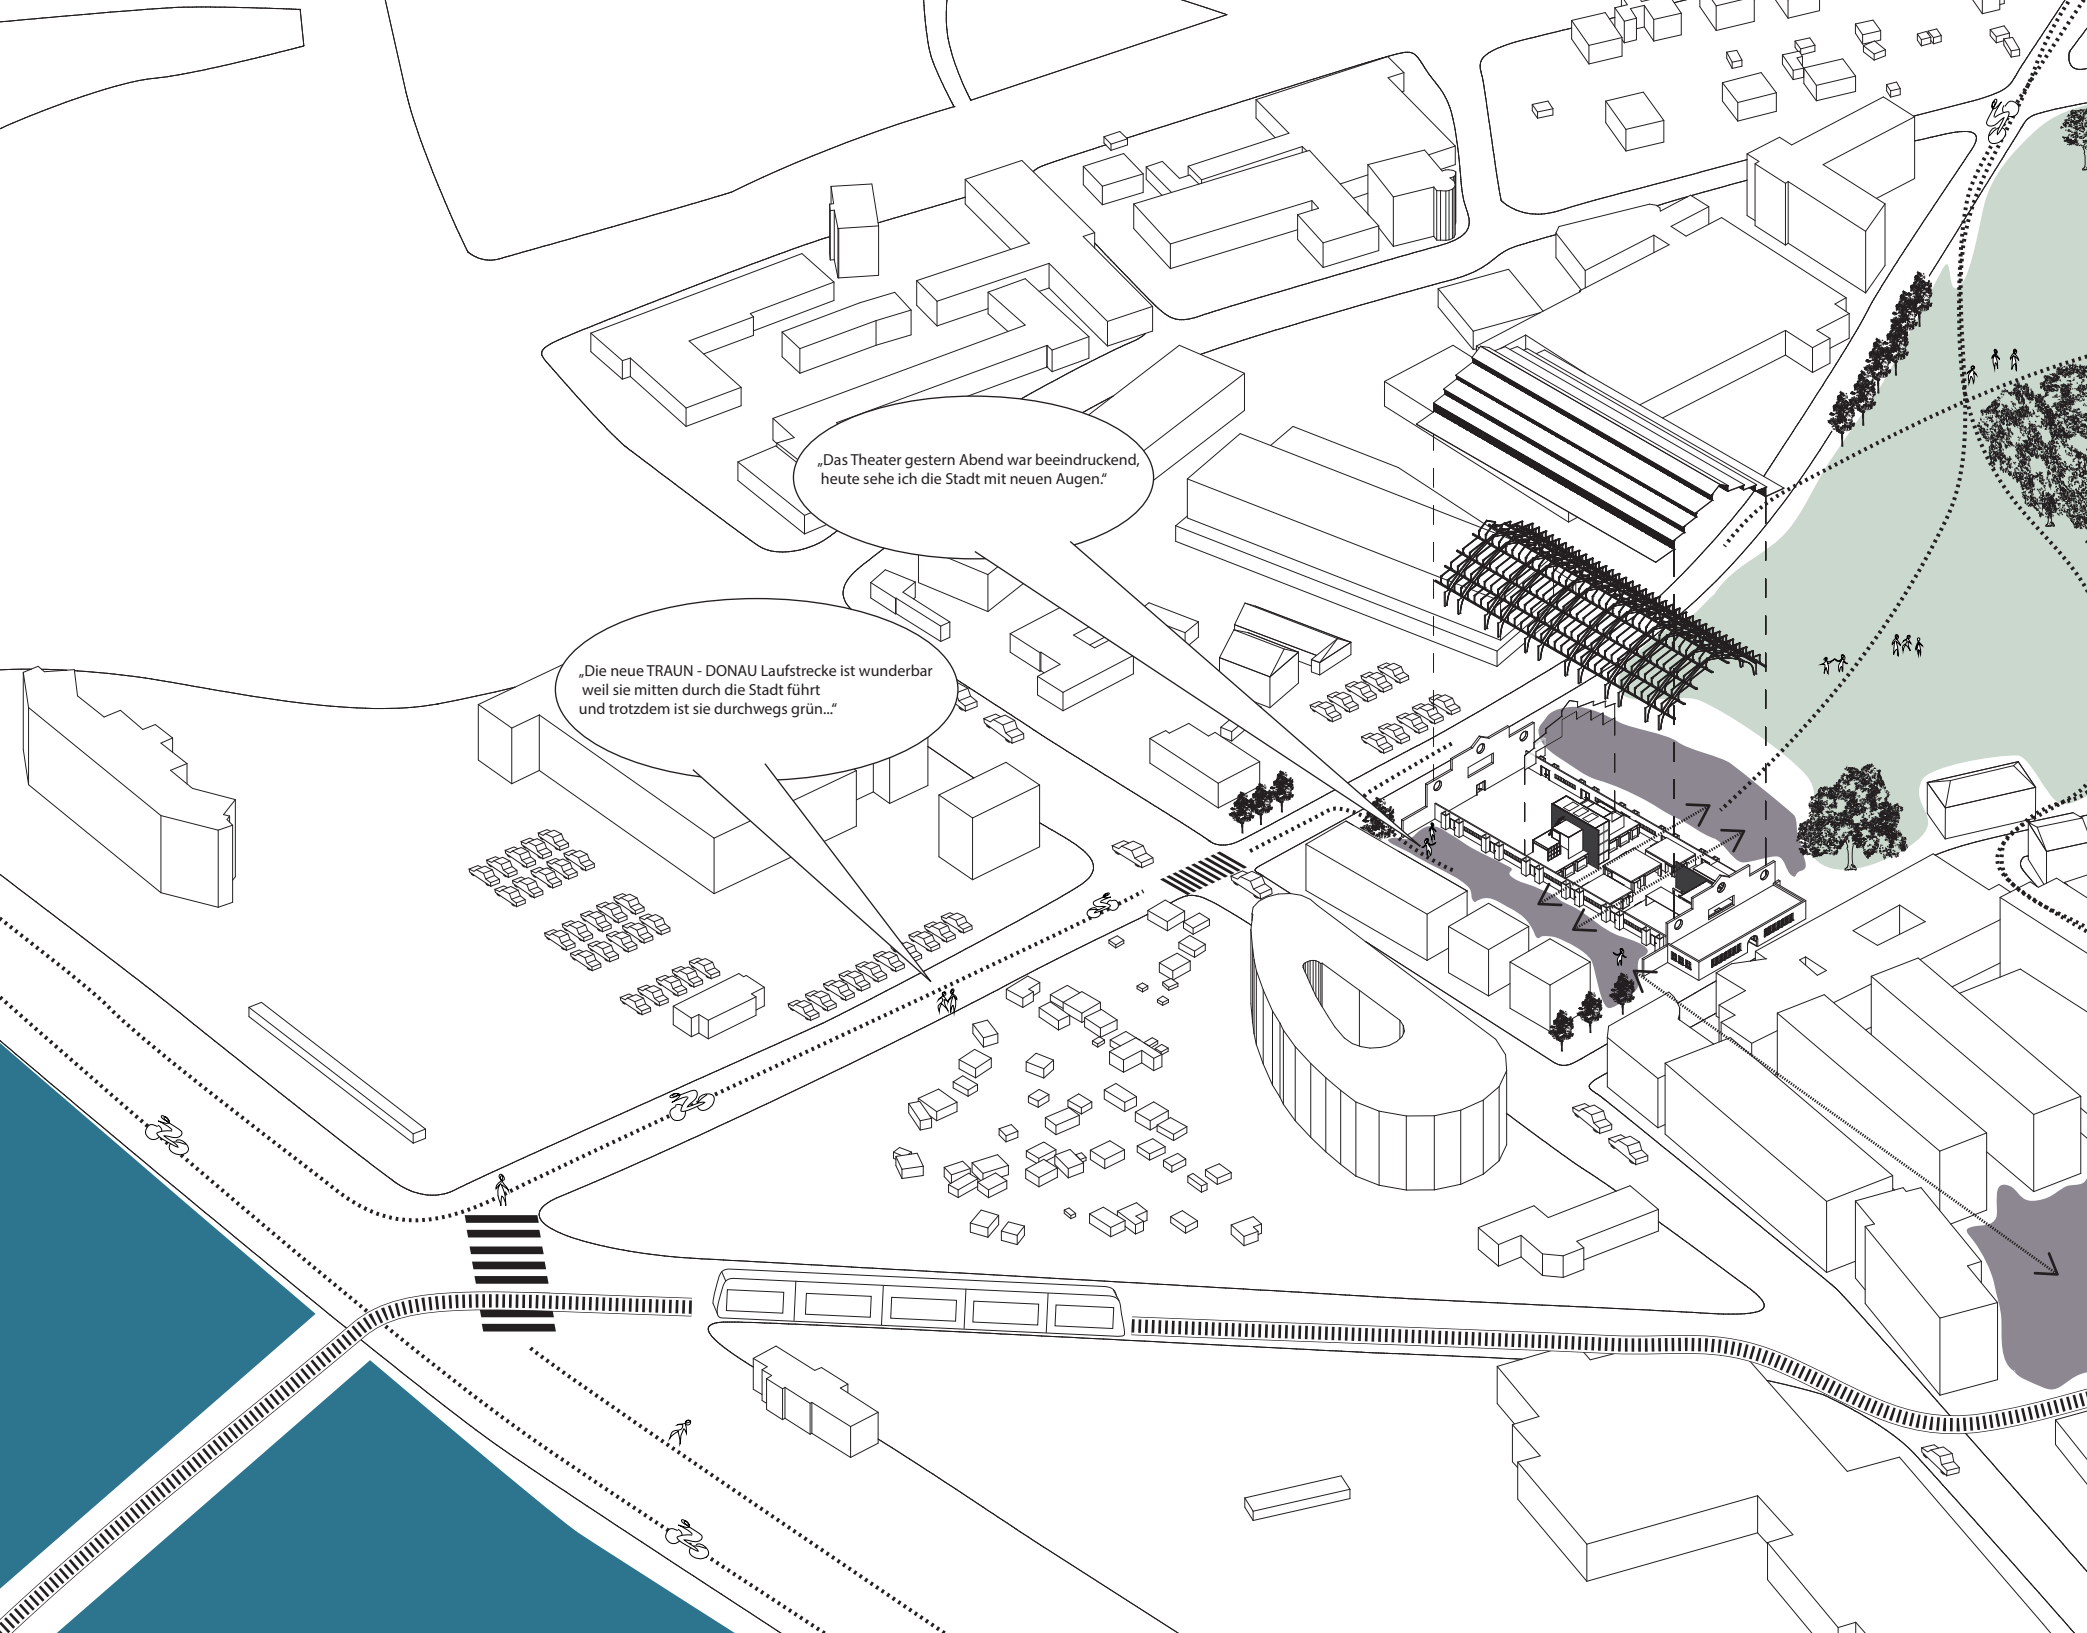 „Das Theater gestern Abend war beeindruckend,
heute sehe ich die Stadt mit neuen Augen.“
„Die neue TRAUN - DONAU Laufstrecke ist wunderbar
weil sie mitten durch die Stadt führt
und trotzdem ist sie durchwegs grün...“